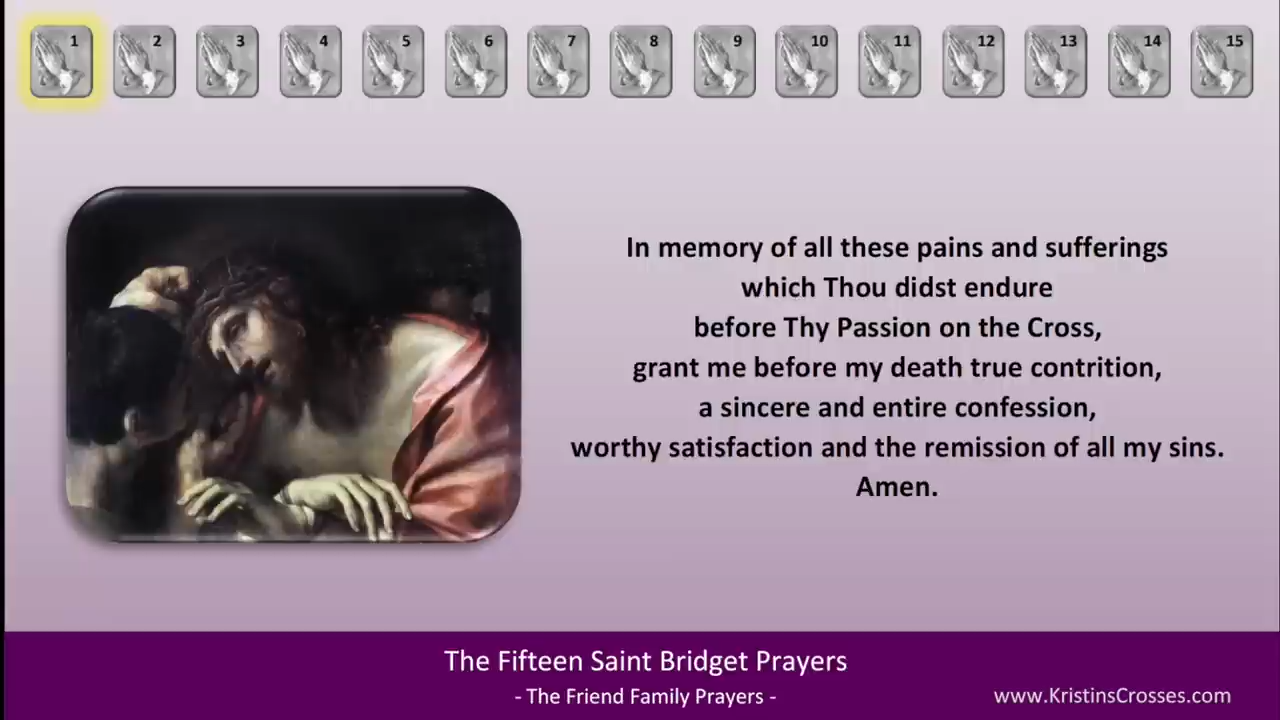 1 2 3 4 5 6 7 8 9 10 11 12 13 14 15
In memory of all these pains and sufferings
which Thou didst endure
before Thy Passion on the Cross,
grant me before my death true contrition,
a sincere and entire confession,
worthy satisfaction and the remission of all my sins.
Amen.
The Fifteen Saint Bridget Prayers
- The Friend Family Prayers -
www.KristinsCrosses.com